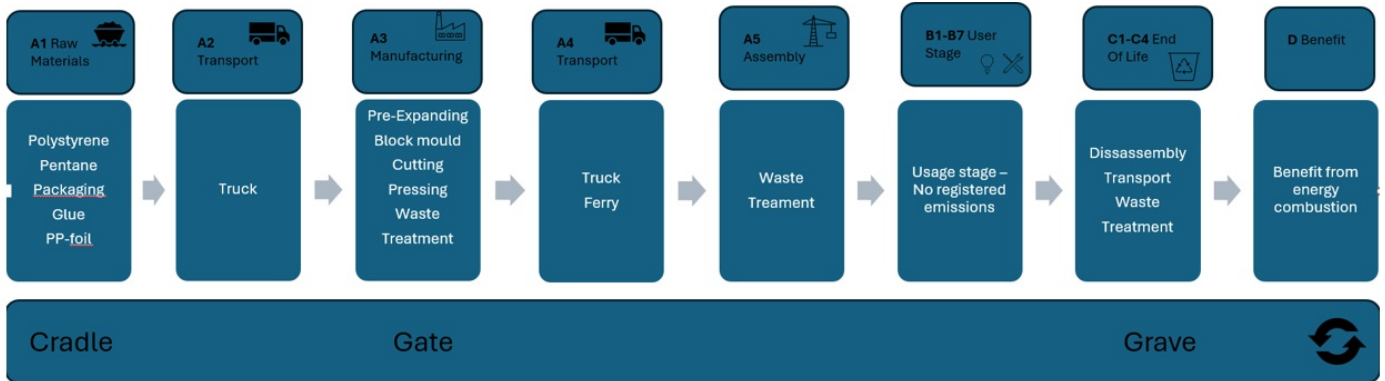 A1 Raw
Materials
A2
Transport
A3
Manufacturing
A4
Transport
A5
Assembly
B1-B7 User
Stage
C1-C4 End
Of Life
D Benefit
Polystyrene
Pentane
Packaging
Glue
PP-foil
Truck
Pre-Expanding
Block mould
Cutting
Pressing
Waste
Treatment
Truck
Ferry
Waste
Treament
Usage stage –
No registered
emissions
Dissassembly
Transport
Waste
Treatment
Benefit from
energy
combustion
Cradle
Gate
Grave